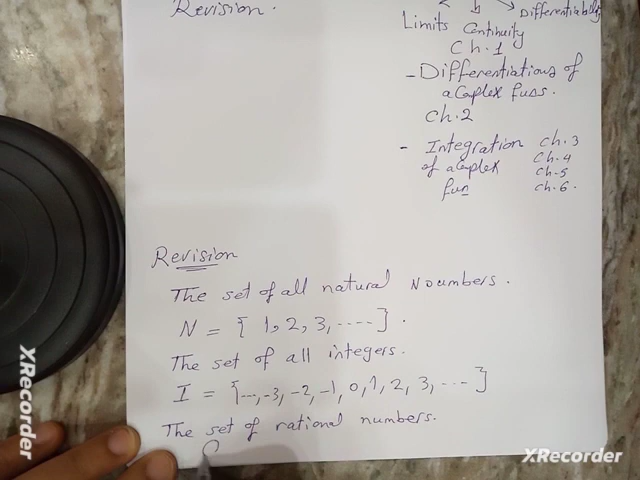 Revision.
Differentiability
Limits Continuity
Ch.1
- Differentiations of
a Complex funs.
Ch.2
- Integration Ch.3
of a Complex Ch.4
fun Ch.5
Ch.6.
Revision
The set of all natural Noumbers.
N = { 1, 2, 3, ..... } .
The set of all integers.
I = { ..., -3, -2, -1, 0, 1, 2, 3, ... }
The set of rational numbers.
XRecorder
XRecorder